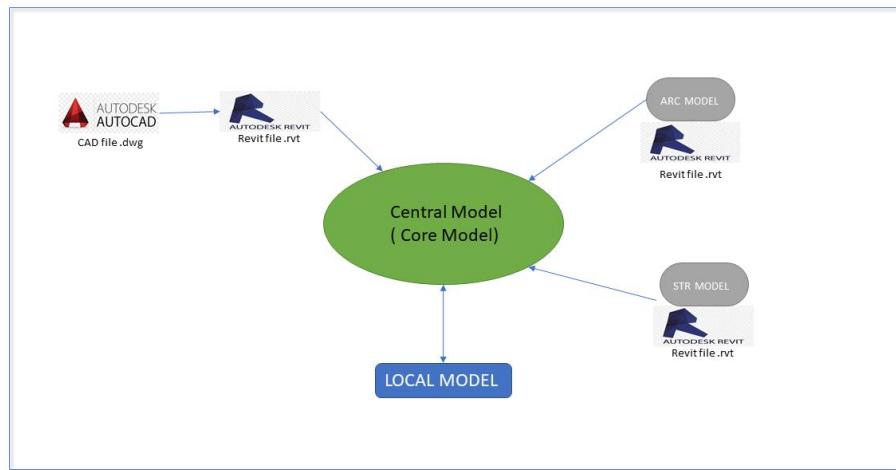 AUTODESK
AUTOCAD
CAD file .dwg
AUTODESK REVIT
Revit file .rvt
ARC MODEL
AUTODESK REVIT
Revit file .rvt
Central Model
( Core Model)
STR MODEL
AUTODESK REVIT
Revit file .rvt
LOCAL MODEL